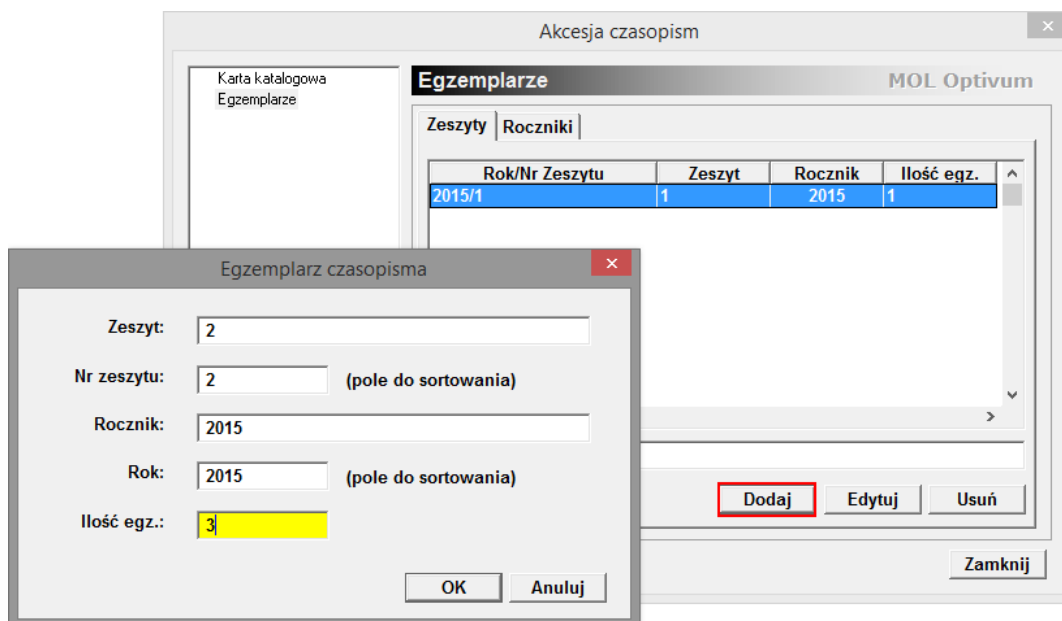 Akcesja czasopism
Karta katalogowa
Egzemplarze
Egzemplarze MOL Optivum
Zeszyty Roczniki
Rok/Nr Zeszytu Zeszyt Rocznik Ilość egz.
2015/1 1 2015 1
Dodaj Edytuj Usuń
Zamknij
Egzemplarz czasopisma
Zeszyt: 2
Nr zeszytu: 2 (pole do sortowania)
Rocznik: 2015
Rok: 2015 (pole do sortowania)
Ilość egz.: 3
OK Anuluj